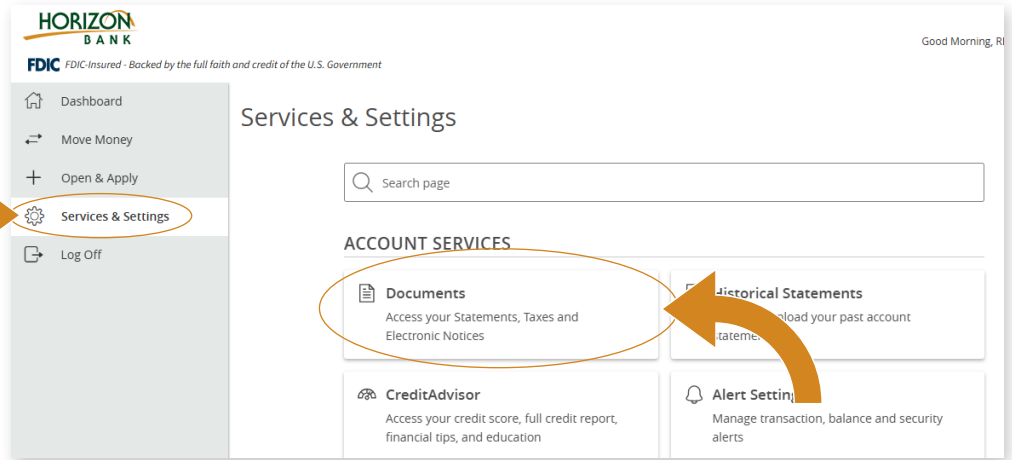 HORIZON
BANK
Good Morning,
FDIC FDIC-Insured - Backed by the full faith and credit of the U.S. Government
Dashboard
Move Money
Open & Apply
Services & Settings
Log Off
Services & Settings
Search page
ACCOUNT SERVICES
Documents
Access your Statements, Taxes and
Electronic Notices
Historical Statements
your past account
CreditAdvisor
Access your credit score, full credit report,
financial tips, and education
Alert
Manage transaction, balance and security
alerts